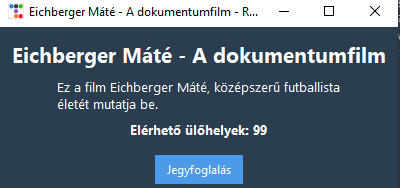 Eichberger Máté - A dokumentumfilm - R...
Eichberger Máté - A dokumentumfilm
Ez a film Eichberger Máté, középszerű futballista
életét mutatja be.
Elérhető ülőhelyek: 99
Jegyfoglalás